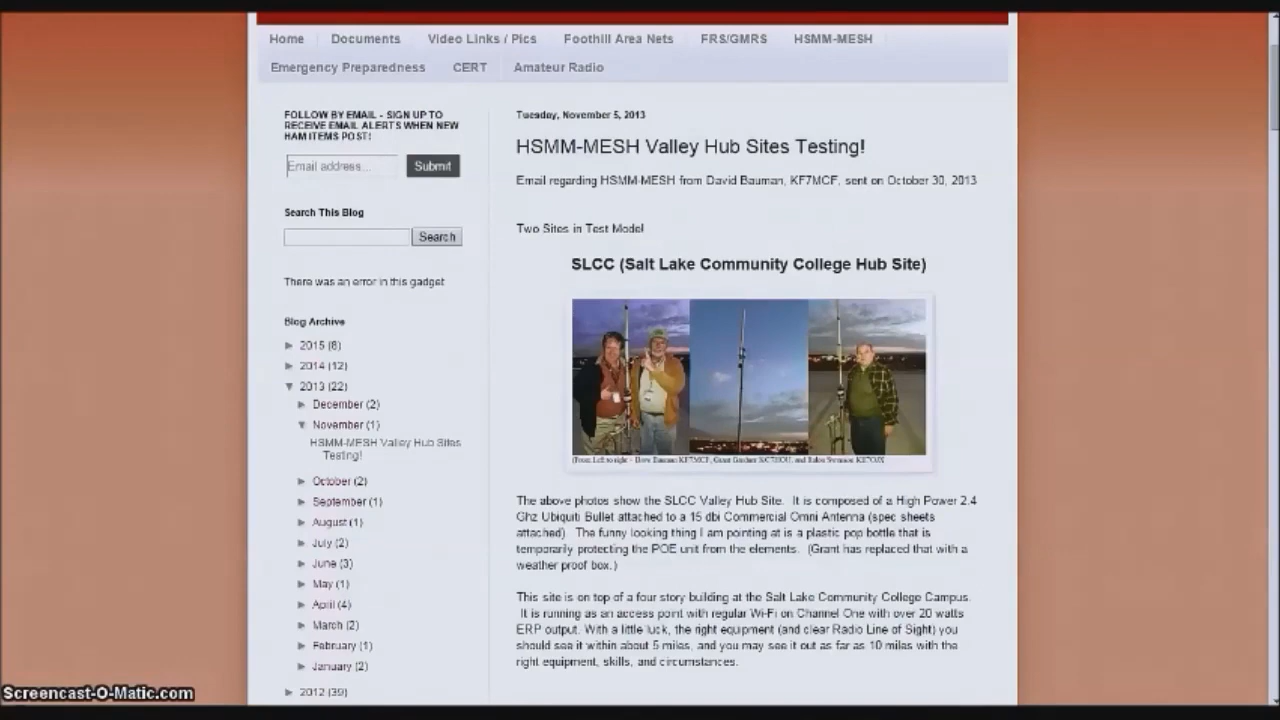 Home Documents Video Links / Pics Foothill Area Nets FRS/GMRS HSMM-MESH
Emergency Preparedness CERT Amateur Radio
FOLLOW BY EMAIL - SIGN UP TO
RECEIVE EMAIL ALERTS WHEN NEW
HAM ITEMS POST!
Email address... Submit
Search This Blog
Search
There was an error in this gadget
Blog Archive
► 2015 (8)
► 2014 (12)
▼ 2013 (22)
► December (2)
▼ November (1)
HSMM-MESH Valley Hub Sites
Testing!
► October (2)
► September (1)
► August (1)
► July (2)
► June (3)
► May (1)
► April (4)
► March (2)
► February (1)
► January (2)
► 2012 (39)
Tuesday, November 5, 2013
HSMM-MESH Valley Hub Sites Testing!
Email regarding HSMM-MESH from David Bauman, KF7MCF, sent on October 30, 2013
Two Sites in Test Mode!
SLCC (Salt Lake Community College Hub Site)
(From Left to right - Dave Bauman KF7MCF, Grant and
The above photos show the SLCC Valley Hub Site. It is composed of a High Power 2.4
Ghz Ubiquiti Bullet attached to a 15 dbi Commercial Omni Antenna (spec sheets
attached) The funny looking thing I am pointing at is a plastic pop bottle that is
temporarily protecting the POE unit from the elements. (Grant has replaced that with a
weather proof box.)
This site is on top of a four story building at the Salt Lake Community College Campus.
It is running as an access point with regular Wi-Fi on Channel One with over 20 watts
ERP output. With a little luck, the right equipment (and clear Radio Line of Sight) you
should see it within about 5 miles, and you may see it out as far as 10 miles with the
right equipment, skills, and circumstances.
Screencast-O-Matic.com